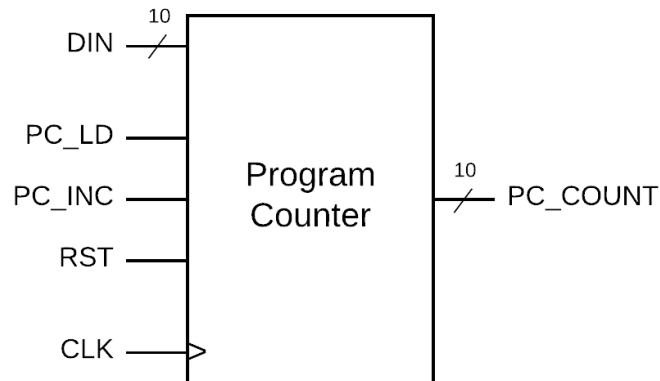 10
DIN
PC_LD
PC_INC
RST
CLK
Program
Counter
10
PC_COUNT